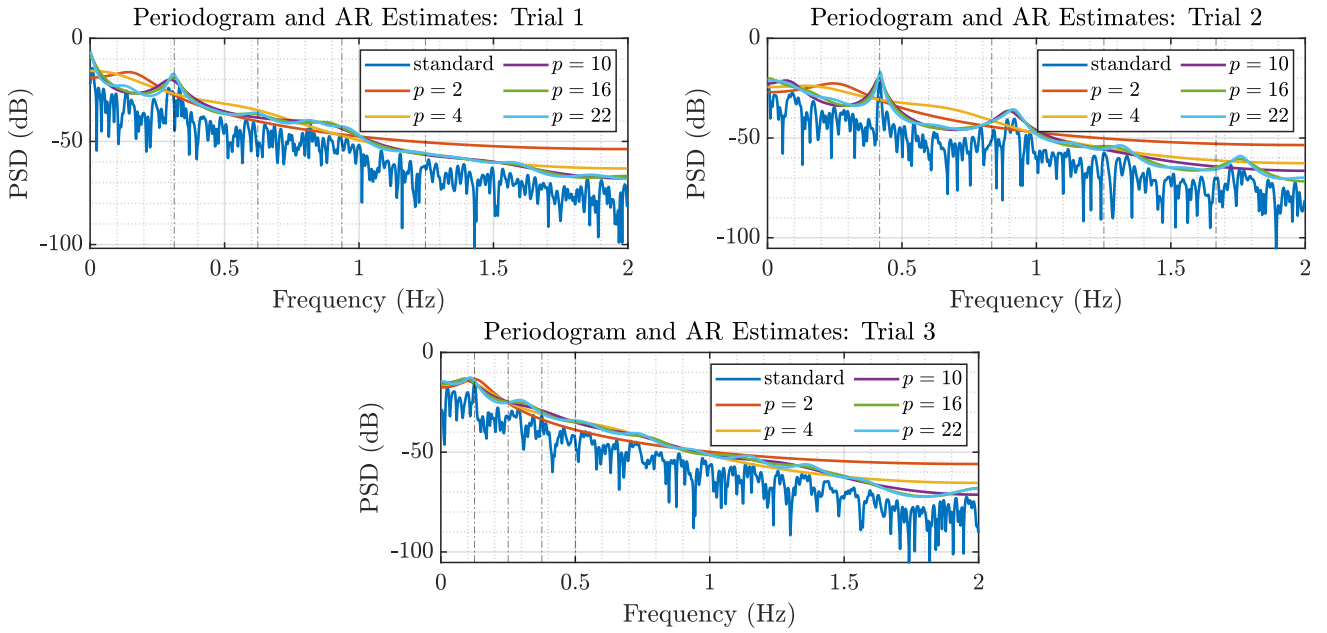 Periodogram and AR Estimates: Trial 1
0
-50
-100
PSD (dB)
standard
p = 2
p = 4
p = 10
p = 16
p = 22
0
0.5
1
1.5
2
Frequency (Hz)
Periodogram and AR Estimates: Trial 2
0
-50
-100
PSD (dB)
standard
p = 2
p = 4
p = 10
p = 16
p = 22
0
0.5
1
1.5
2
Frequency (Hz)
Periodogram and AR Estimates: Trial 3
0
-50
-100
PSD (dB)
standard
p = 2
p = 4
p = 10
p = 16
p = 22
0
0.5
1
1.5
2
Frequency (Hz)